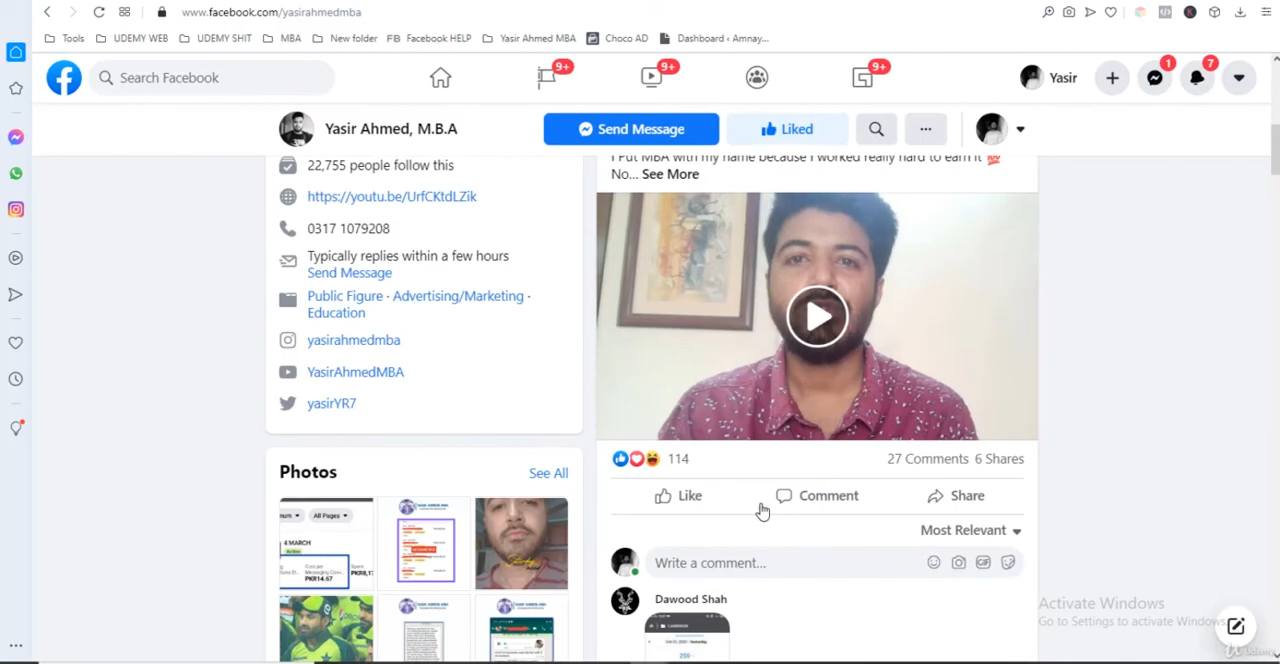 www.facebook.com/yasirahmedmba
Tools
UDEMY WEB
UDEMY SHIT
MBA
New folder
FB Facebook HELP
Yasir Ahmed MBA
Choco AD
Dashboard ‹ Amnay...
Search Facebook
9+
9+
9+
Yasir
1
7
Yasir Ahmed, M.B.A
Send Message
Liked
22,755 people follow this
https://youtu.be/UrfCKtdLZik
0317 1079208
Typically replies within a few hours
Send Message
Public Figure · Advertising/Marketing ·
Education
yasirahmedmba
YasirAhmedMBA
yasirYR7
Photos
See All
All Pages
4 MARCH
PKR14.67
I Put MBA with my name because I worked really hard to earn it 💯
No... See More
114
27 Comments 6 Shares
Like
Comment
Share
Most Relevant
Write a comment...
GIF
Dawood Shah
Activate Windows
Go to Settings to activate Windows.
Udemy